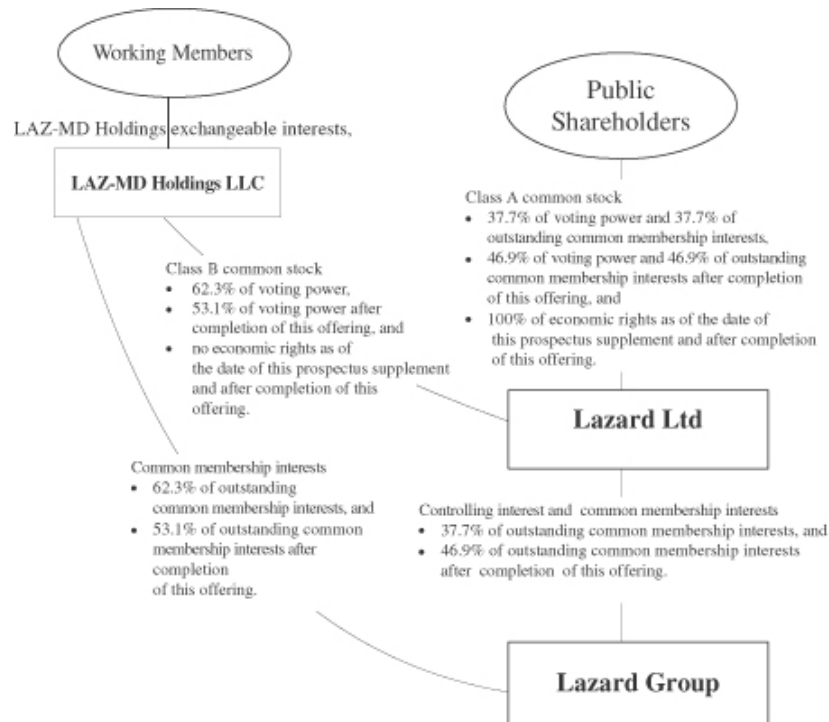 Working Members
LAZ-MD Holdings exchangeable interests,
LAZ-MD Holdings LLC
Public
Shareholders
Class A common stock
• 37.7% of voting power and 37.7% of
outstanding common membership interests,
• 46.9% of voting power and 46.9% of outstanding
common membership interests after completion
of this offering, and
• 100% of economic rights as of the date of
this prospectus supplement and after completion
of this offering.
Class B common stock
• 62.3% of voting power,
• 53.1% of voting power after
completion of this offering, and
• no economic rights as of
the date of this prospectus supplement
and after completion of this
offering.
Lazard Ltd
Common membership interests
• 62.3% of outstanding
common membership interests, and
• 53.1% of outstanding common
membership interests after
completion
of this offering.
Controlling interest and common membership interests
• 37.7% of outstanding common membership interests, and
• 46.9% of outstanding common membership interests
after completion of this offering.
Lazard Group